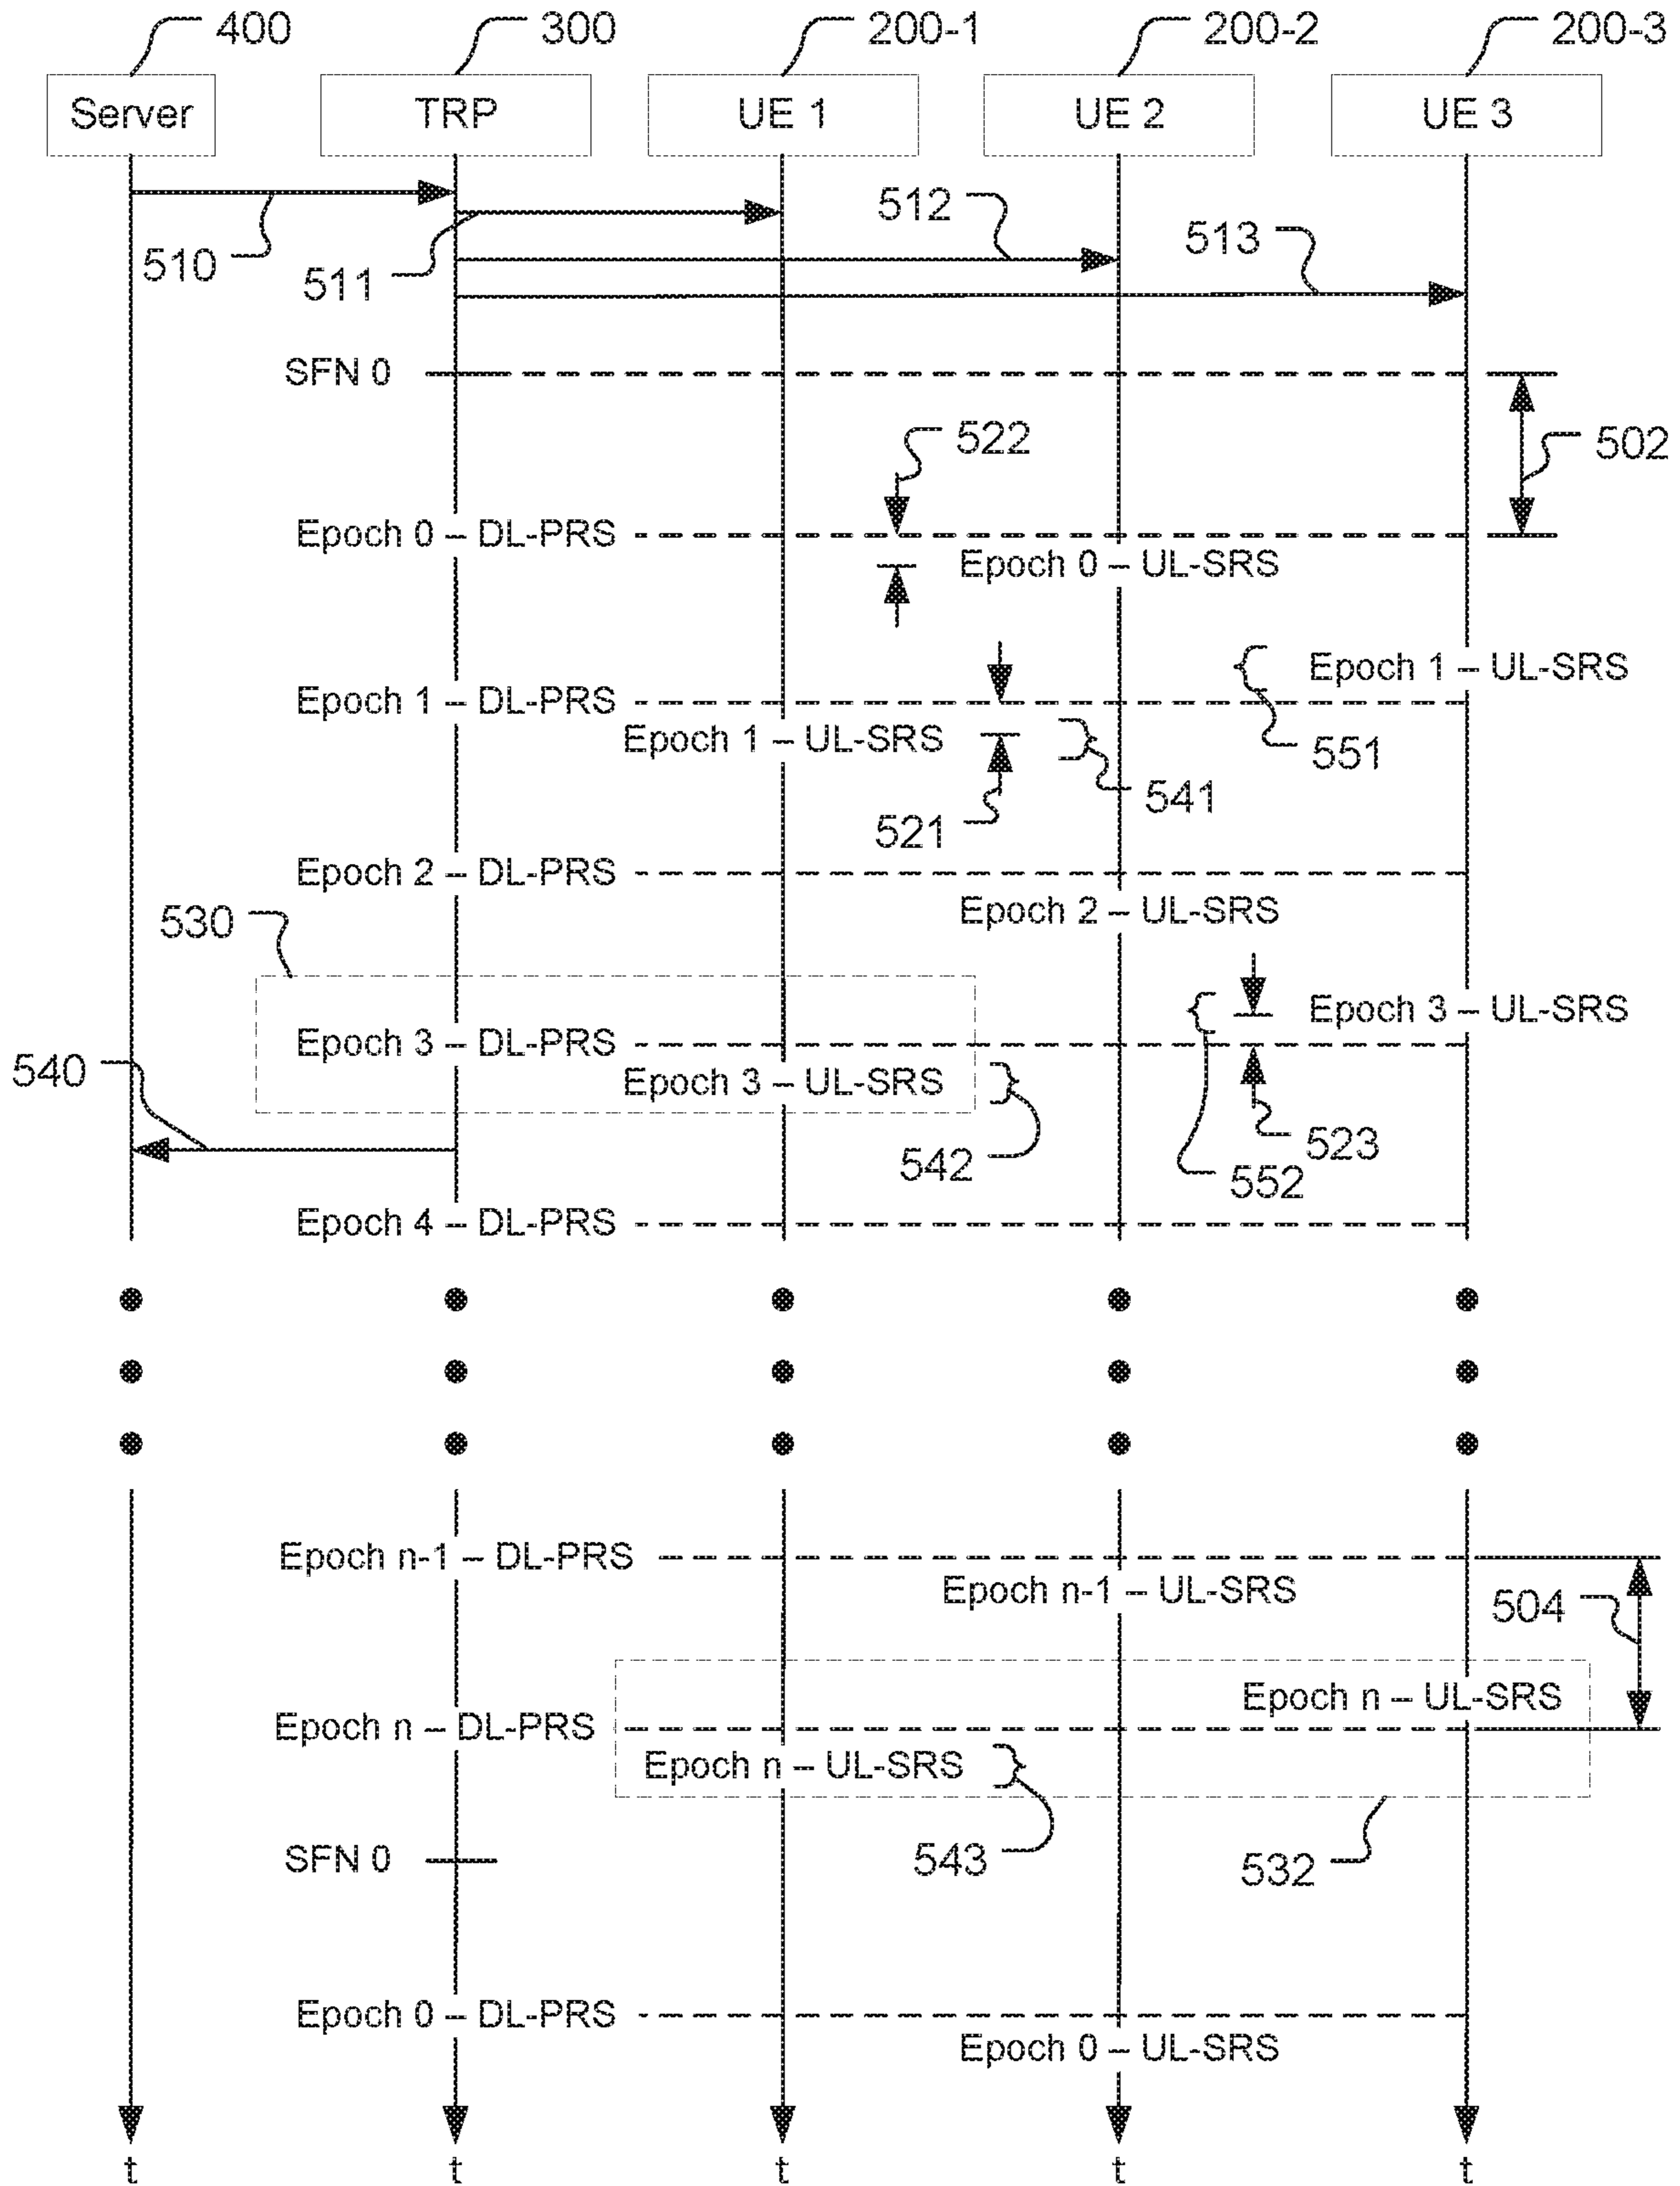 400 300 200-1 200-2 200-3
Server TRP UE 1 UE 2 UE 3
512
513
510
511
SFN 0
522
502
Epoch 0 – DL-PRS
Epoch 0 – UL-SRS
Epoch 1 – UL-SRS
Epoch 1 – DL-PRS
Epoch 1 – UL-SRS
551
541
521
Epoch 2 – DL-PRS
Epoch 2 – UL-SRS
530
Epoch 3 – UL-SRS
Epoch 3 – DL-PRS
540
Epoch 3 – UL-SRS
523
542
552
Epoch 4 – DL-PRS
Epoch n-1 – DL-PRS
Epoch n-1 – UL-SRS
504
Epoch n – UL-SRS
Epoch n – DL-PRS
Epoch n – UL-SRS
543
532
SFN 0
Epoch 0 – DL-PRS
Epoch 0 – UL-SRS
t t t t t